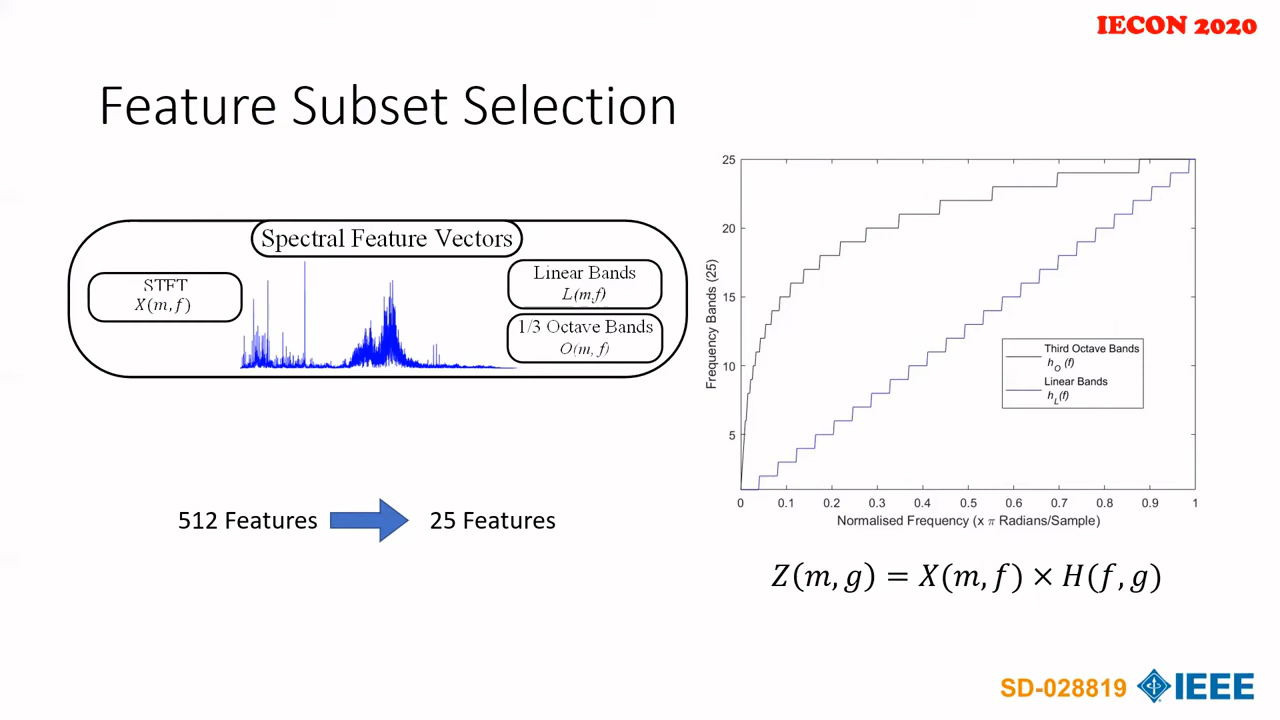 IECON 2020
Feature Subset Selection
Spectral Feature Vectors
STFT
X(m, f)
Linear Bands
L(m,f)
1/3 Octave Bands
O(m, f)
512 Features
25 Features
25
20
15
10
5
Frequency Bands (25)
Third Octave Bands
h_O (f)
Linear Bands
h_L(f)
0 0.1 0.2 0.3 0.4 0.5 0.6 0.7 0.8 0.9 1
Normalised Frequency (x π Radians/Sample)
Z(m, g) = X(m, f) × H(f, g)
SD-028819 IEEE